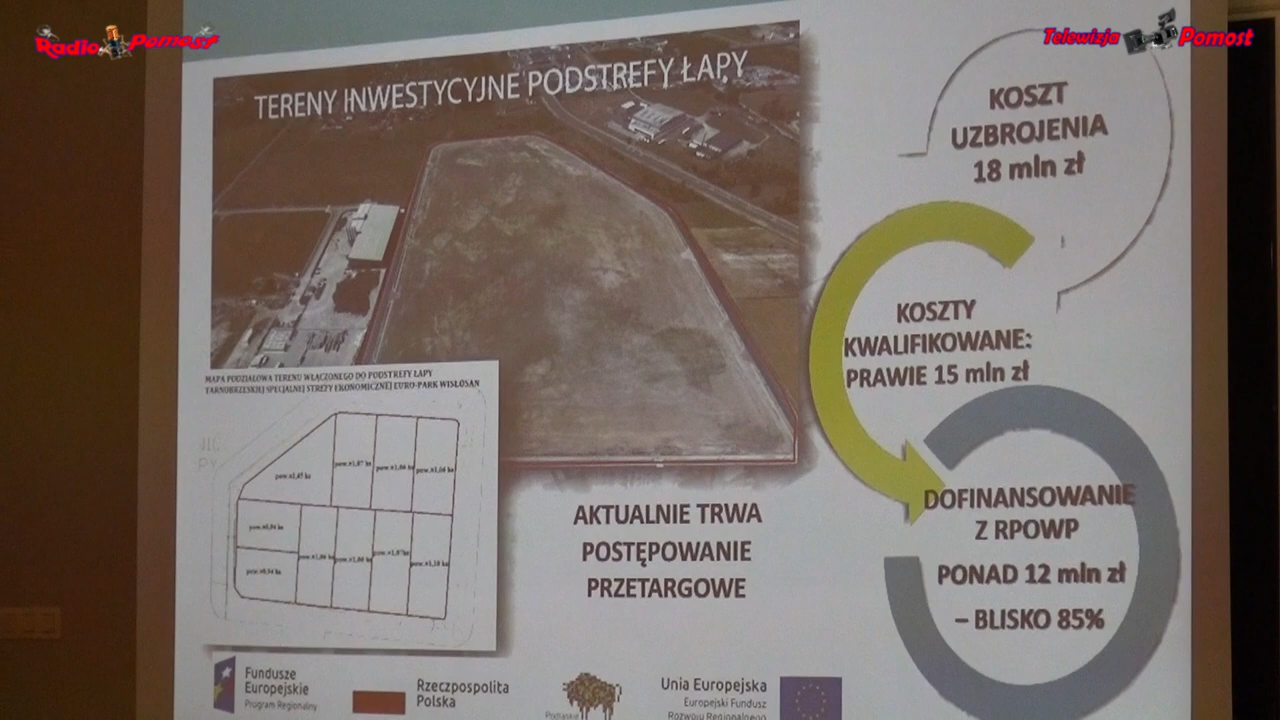 Radio Pomost
Telewizja Pomost
TERENY INWESTYCYJNE PODSTREFY ŁAPY
KOSZT
UZBROJENIA
18 mln zł
KOSZTY
KWALIFIKOWANE:
PRAWIE 15 mln zł
DOFINANSOWANIE
Z RPOWP
PONAD 12 mln zł
– BLISKO 85%
MAPA PODZIAŁOWA TERENU WŁĄCZONEGO DO PODSTREFY ŁAPY
TARNOBRZESKIEJ SPECJALNEJ STREFY EKONOMICZNEJ EURO-PARK WISŁOSAN
AKTUALNIE TRWA
POSTĘPOWANIE
PRZETARGOWE
Fundusze
Europejskie
Program Regionalny
Rzeczpospolita
Polska
Podlaskie
Unia Europejska
Europejski Fundusz
Rozwoju Regionalnego